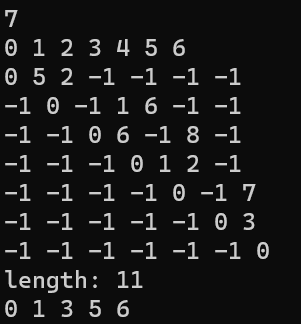 7
0 1 2 3 4 5 6
0 5 2 -1 -1 -1 -1
-1 0 -1 1 6 -1 -1
-1 -1 0 6 -1 8 -1
-1 -1 -1 0 1 2 -1
-1 -1 -1 -1 0 -1 7
-1 -1 -1 -1 -1 0 3
-1 -1 -1 -1 -1 -1 0
length: 11
0 1 3 5 6